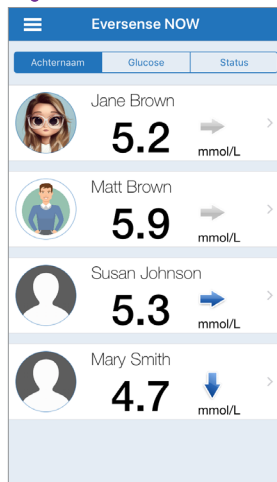 Eversense NOW
Achternaam Glucose Status
Jane Brown
5.2
mmol/L
Matt Brown
5.9
mmol/L
Susan Johnson
5.3
mmol/L
Mary Smith
4.7
mmol/L